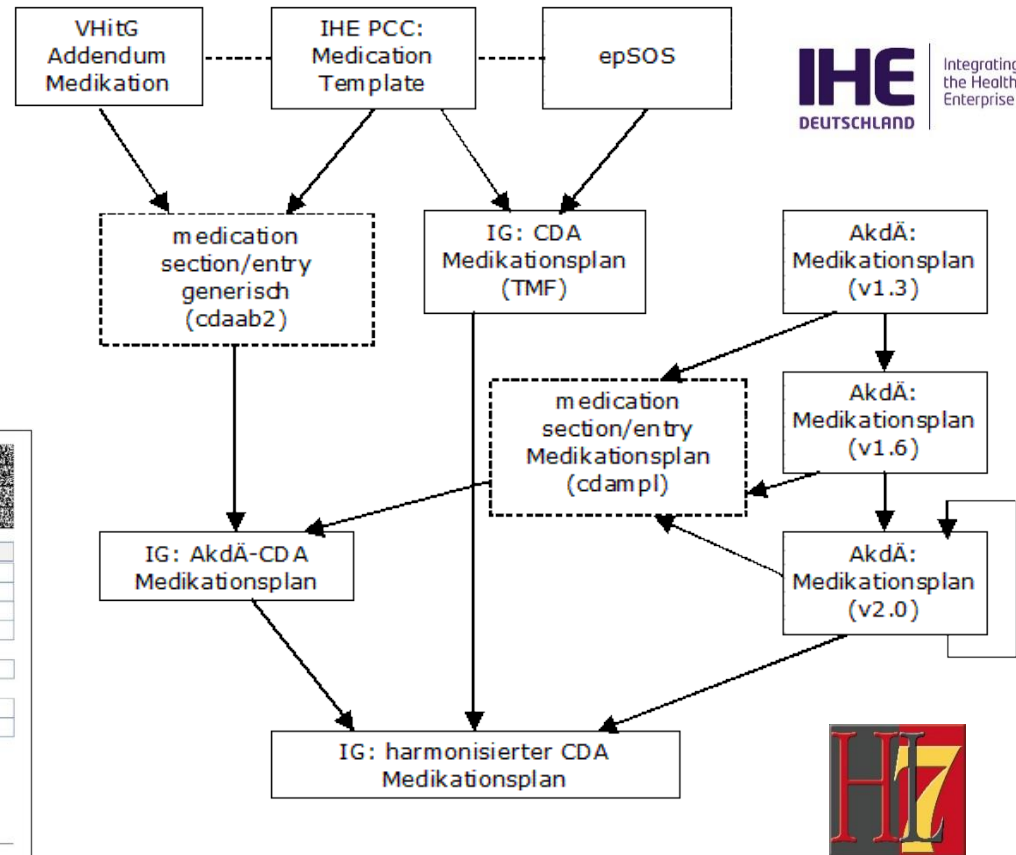 VHitG
Addendum
Medikation
IHE PCC:
Medication
Template
epSOS
IHE
DEUTSCHLAND
Integrating
the Health
Enterprise
medication
section/entry
generisch
(cdaab2)
IG: CDA
Medikationsplan
(TMF)
AkdÄ:
Medikationsplan
(v1.3)
medication
section/entry
Medikationsplan
(cdampl)
AkdÄ:
Medikationsplan
(v1.6)
IG: AkdÄ-CDA
Medikationsplan
AkdÄ:
Medikationsplan
(v2.0)
IG: harmonisierter CDA
Medikationsplan
HL7